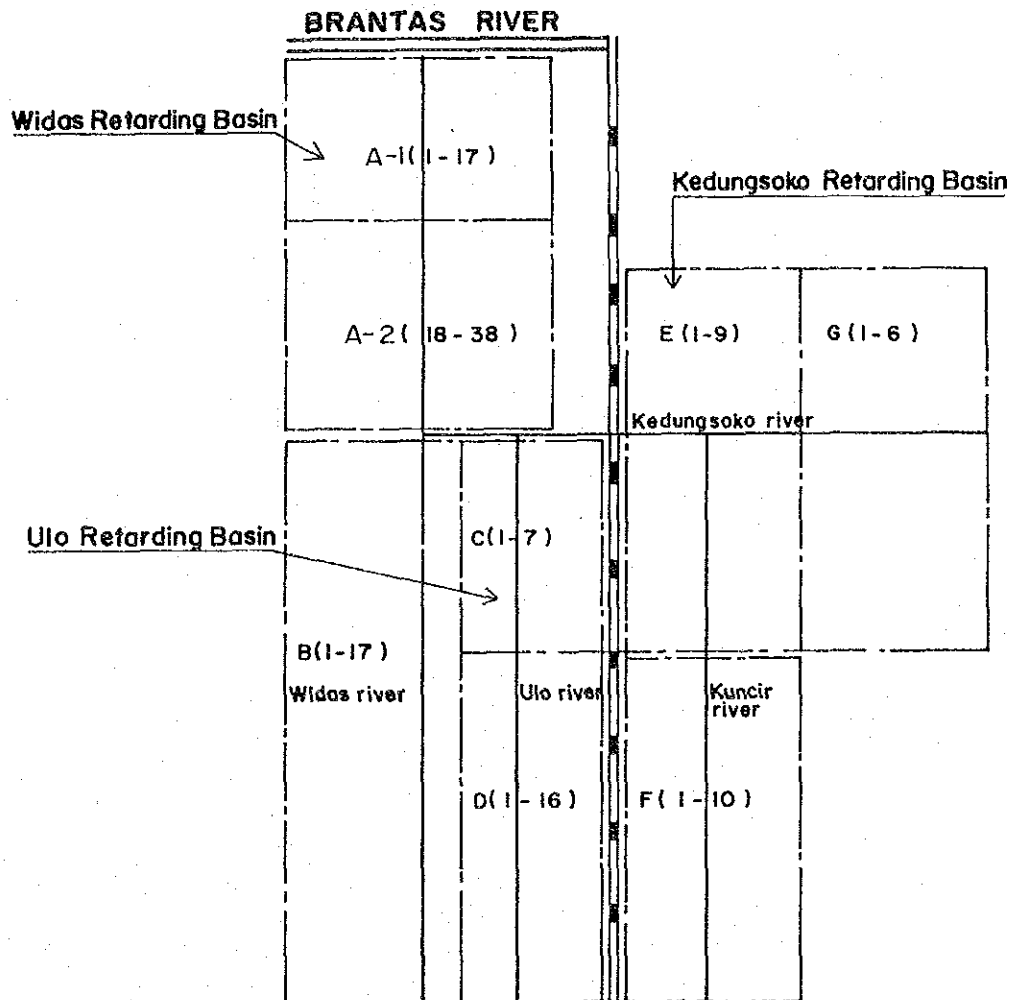 BRANTAS RIVER
Widas Retarding Basin
A-1(1-17)
Kedungsoko Retarding Basin
A-2( 18-38 )
E (1-9)
G (1-6)
Kedungsoko river
Ulo Retarding Basin
C(1-7)
B(1-17)
Widas river
Ulo river
Kuncir
river
D(1-16)
F( 1-10)